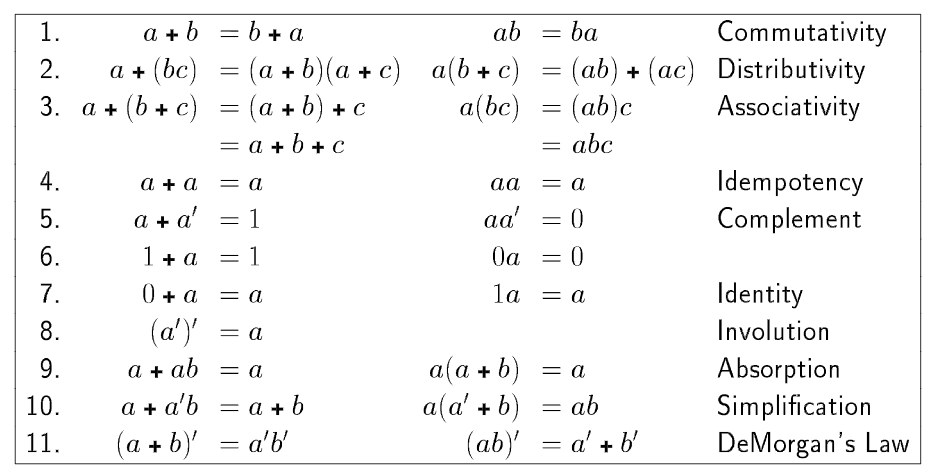 1. a + b = b + a ab = ba Commutativity
2. a + (bc) = (a + b)(a + c) a(b + c) = (ab) + (ac) Distributivity
3. a + (b + c) = (a + b) + c a(bc) = (ab)c Associativity
= a + b + c = abc
4. a + a = a aa = a Idempotency
5. a + a′ = 1 aa′ = 0 Complement
6. 1 + a = 1 0a = 0
7. 0 + a = a 1a = a Identity
8. (a′)′ = a Involution
9. a + ab = a a(a + b) = a Absorption
10. a + a′b = a + b a(a′ + b) = ab Simplification
11. (a + b)′ = a′b′ (ab)′ = a′ + b′ DeMorgan's Law